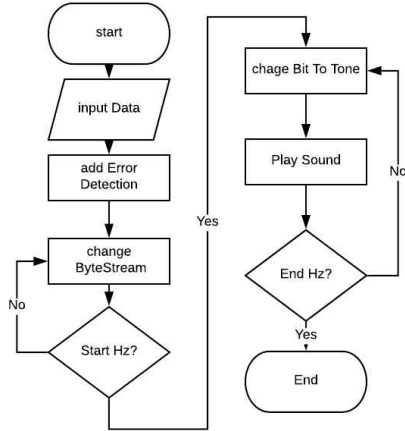 start
input Data
add Error
Detection
change
ByteStream
No
Start Hz?
Yes
chage Bit To Tone
Play Sound
No
End Hz?
Yes
End